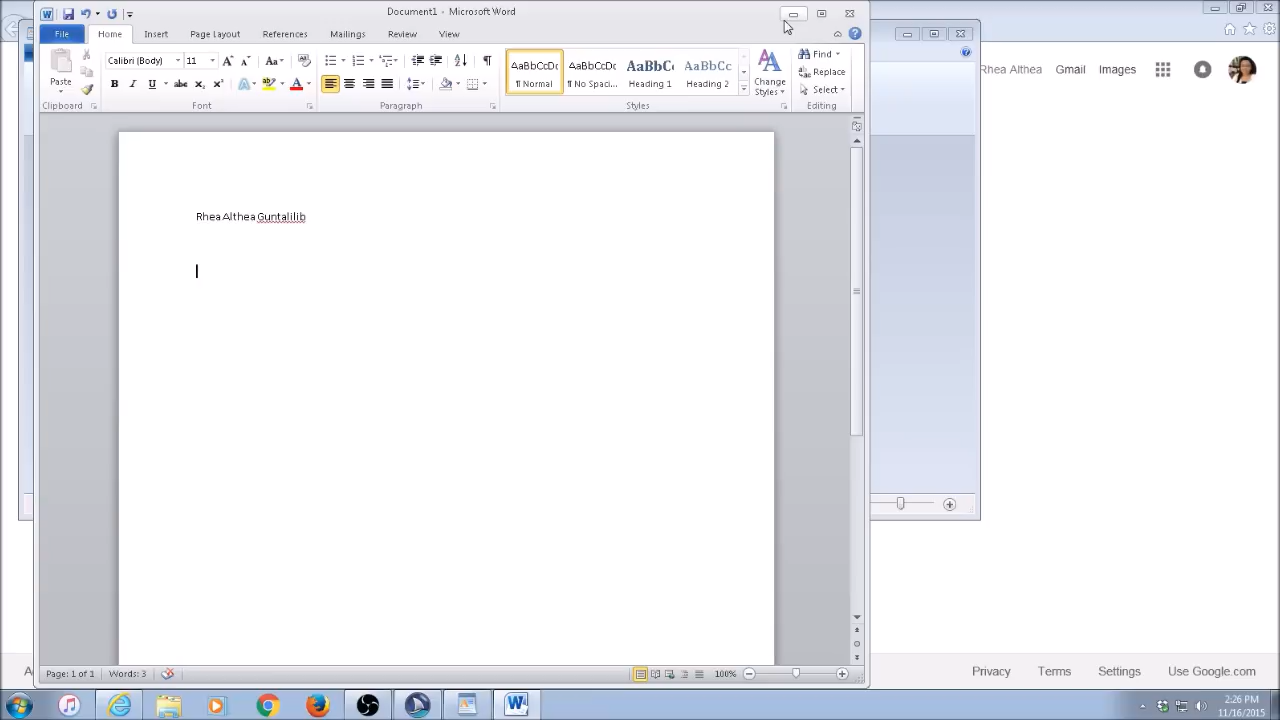 Document1 - Microsoft Word
File Home Insert Page Layout References Mailings Review View
Calibri (Body) 11
Paste
Clipboard Font Paragraph Styles Editing
AaBbCcDc AaBbCcDc AaBbC AaBbCc
¶ Normal ¶ No Spaci... Heading 1 Heading 2
Change Styles
Find
Replace
Select
Rhea Althea Gmail Images
Rhea Althea Guntalilib
Page: 1 of 1 Words: 3 100%
Privacy Terms Settings Use Google.com
2:26 PM
11/16/2015